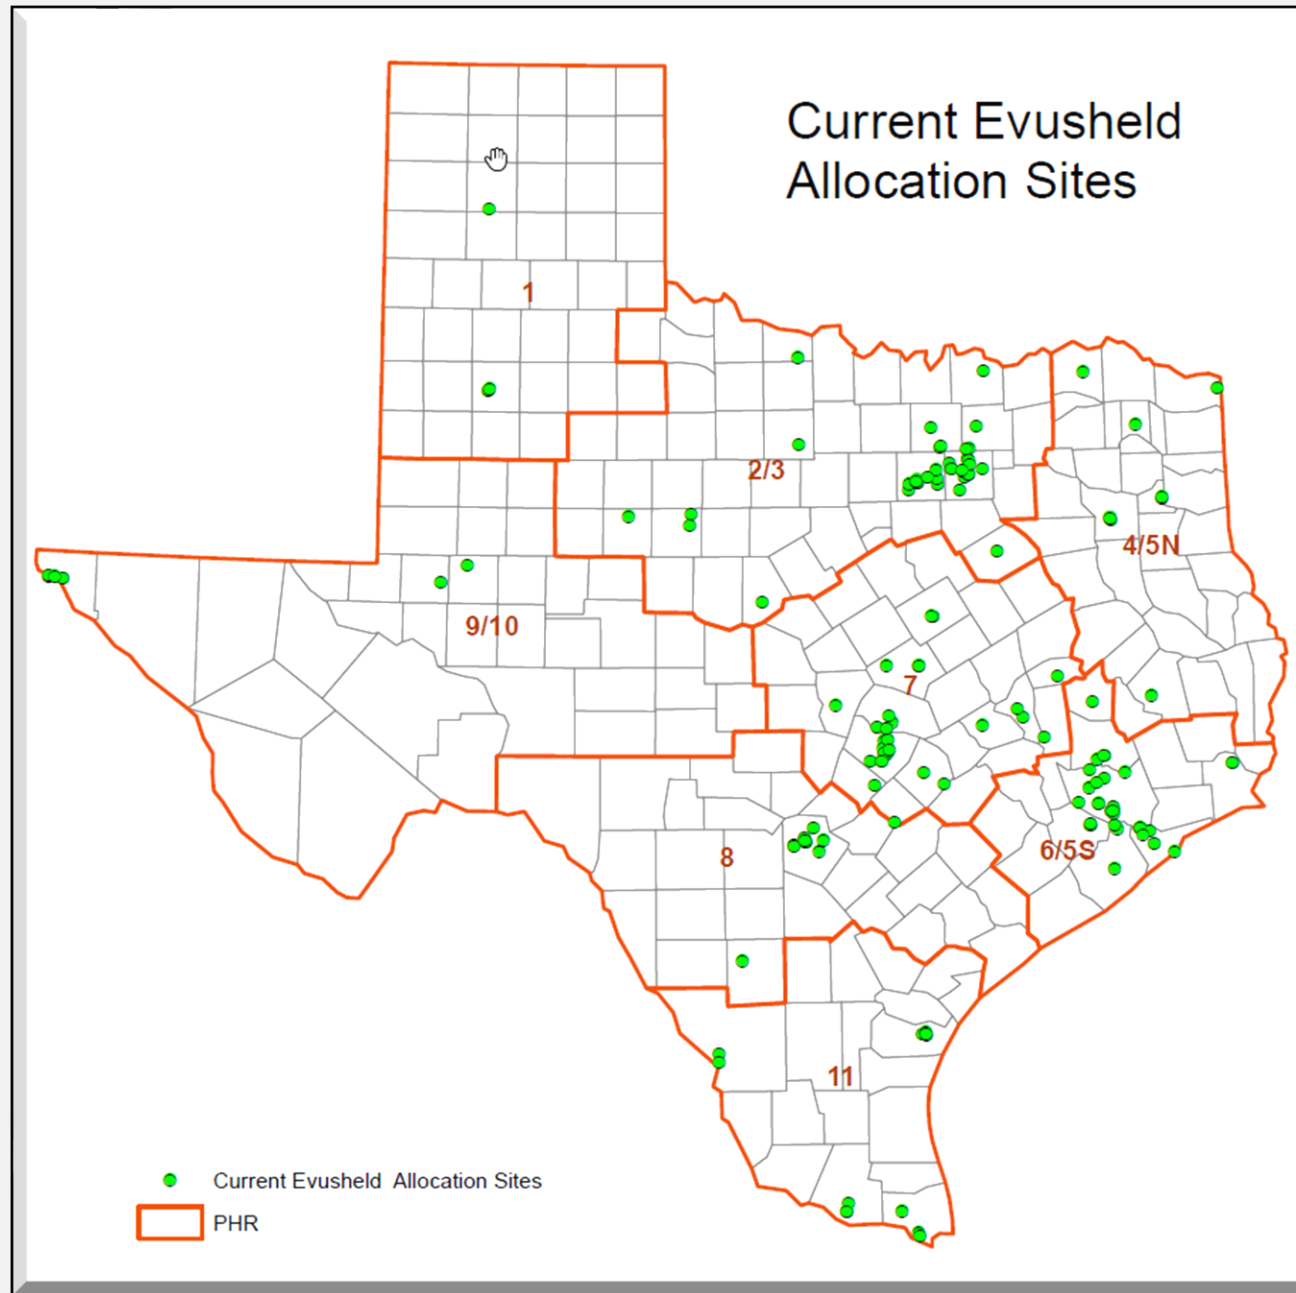 Current Evusheld
Allocation Sites
1
2/3
4/5N
9/10
7
8
6/5S
11
Current Evusheld Allocation Sites
PHR